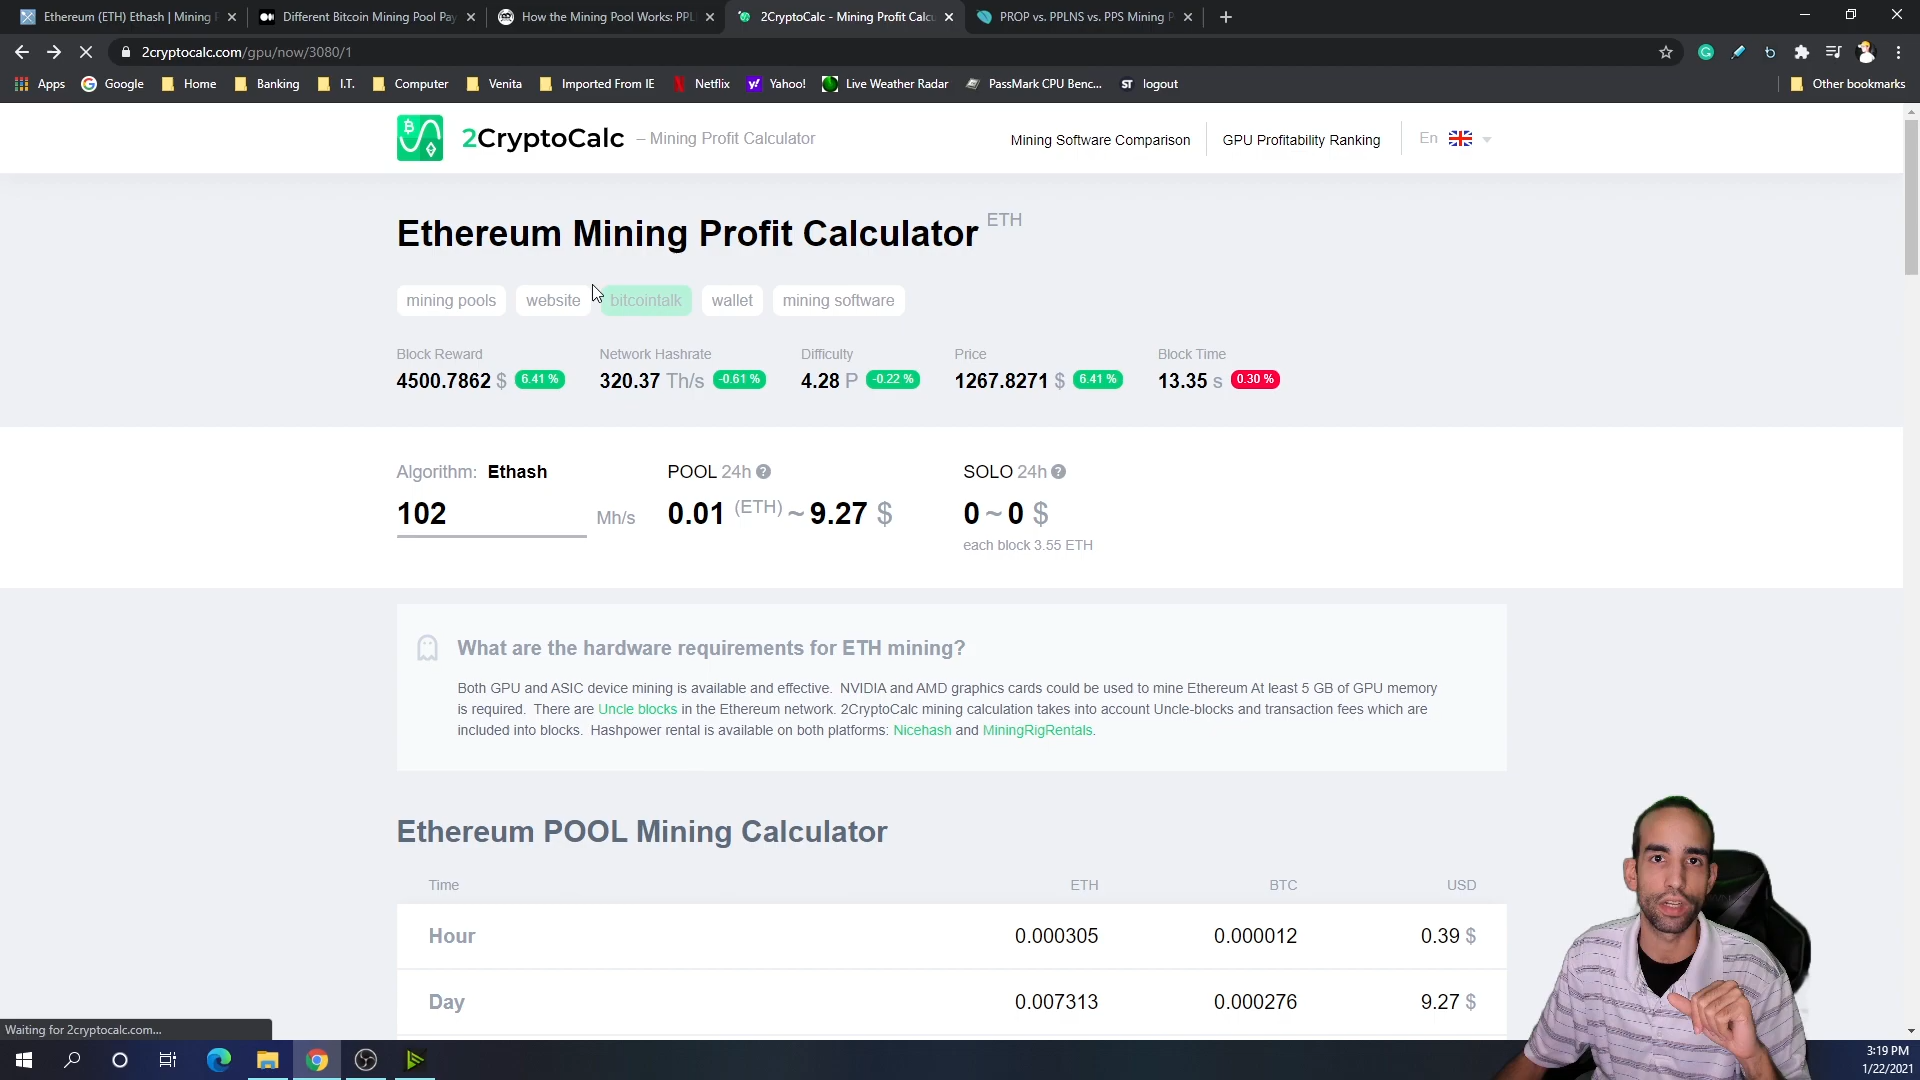 Ethereum (ETH) Ethash | Mining P
Different Bitcoin Mining Pool Pay
How the Mining Pool Works: PPL
2CryptoCalc - Mining Profit Calcu
PROP vs. PPLNS vs. PPS Mining P
2cryptocalc.com/gpu/now/3080/1
Apps Google Home Banking I.T. Computer Venita Imported From IE Netflix Yahoo! Live Weather Radar PassMark CPU Benc... ST logout Other bookmarks
2CryptoCalc – Mining Profit Calculator
Mining Software Comparison GPU Profitability Ranking En
Ethereum Mining Profit Calculator ETH
mining pools website bitcointalk wallet mining software
Block Reward Network Hashrate Difficulty Price Block Time
4500.7862 $ 6.41 % 320.37 Th/s -0.61 % 4.28 P -0.22 % 1267.8271 $ 6.41 % 13.35 s 0.30 %
Algorithm: Ethash POOL 24h ? SOLO 24h ?
102 Mh/s 0.01 (ETH) ~ 9.27 $ 0 ~ 0 $
each block 3.55 ETH
What are the hardware requirements for ETH mining?
Both GPU and ASIC device mining is available and effective. NVIDIA and AMD graphics cards could be used to mine Ethereum At least 5 GB of GPU memory
is required. There are Uncle blocks in the Ethereum network. 2CryptoCalc mining calculation takes into account Uncle-blocks and transaction fees which are
included into blocks. Hashpower rental is available on both platforms: Nicehash and MiningRigRentals.
Ethereum POOL Mining Calculator
Time ETH BTC USD
Hour 0.000305 0.000012 0.39 $
Day 0.007313 0.000276 9.27 $
Waiting for 2cryptocalc.com...
3:19 PM
1/22/2021